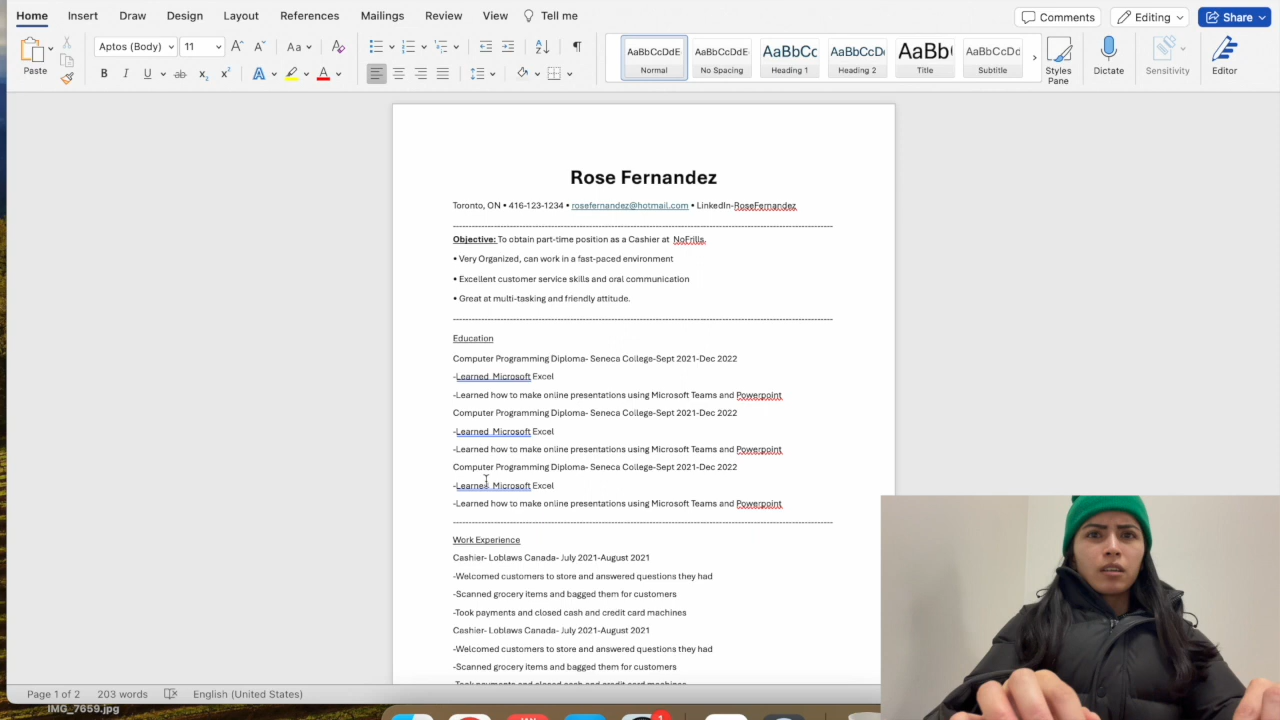 Home Insert Draw Design Layout References Mailings Review View Tell me
Comments Editing Share
Aptos (Body) 11
Paste
AaBbCcDdE AaBbCcDdE AaBbCc AaBbCcD AaBb AaBbCcDd
Normal No Spacing Heading 1 Heading 2 Title Subtitle
Styles Pane Dictate Sensitivity Editor
Rose Fernandez
Toronto, ON • 416-123-1234 • rosefernandez@hotmail.com • LinkedIn-RoseFernandez
Objective: To obtain part-time position as a Cashier at NoFrills.
• Very Organized, can work in a fast-paced environment
• Excellent customer service skills and oral communication
• Great at multi-tasking and friendly attitude.
Education
Computer Programming Diploma- Seneca College-Sept 2021-Dec 2022
-Learned Microsoft Excel
-Learned how to make online presentations using Microsoft Teams and Powerpoint
Computer Programming Diploma- Seneca College-Sept 2021-Dec 2022
-Learned Microsoft Excel
-Learned how to make online presentations using Microsoft Teams and Powerpoint
Computer Programming Diploma- Seneca College-Sept 2021-Dec 2022
-Learned Microsoft Excel
-Learned how to make online presentations using Microsoft Teams and Powerpoint
Work Experience
Cashier- Loblaws Canada- July 2021-August 2021
-Welcomed customers to store and answered questions they had
-Scanned grocery items and bagged them for customers
-Took payments and closed cash and credit card machines
Cashier- Loblaws Canada- July 2021-August 2021
-Welcomed customers to store and answered questions they had
-Scanned grocery items and bagged them for customers
-Took payments and closed cash and credit card machines
Page 1 of 2 203 words English (United States)
IMG_7659.jpg
1